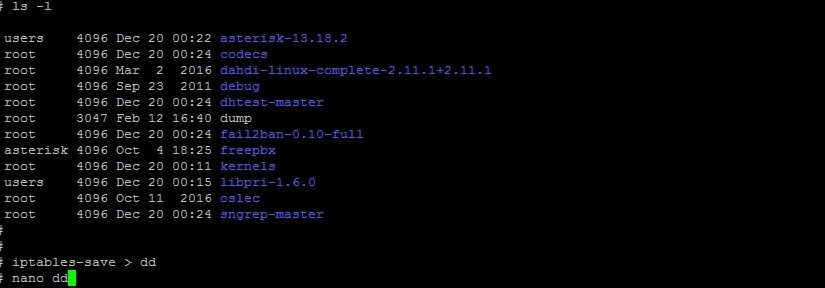 # ls -l
users 4096 Dec 20 00:22 asterisk-13.18.2
root 4096 Dec 20 00:24 codecs
root 4096 Mar 2 2016 dahdi-linux-complete-2.11.1+2.11.1
root 4096 Sep 23 2011 debug
root 4096 Dec 20 00:24 dhtest-master
root 3047 Feb 12 16:40 dump
root 4096 Dec 20 00:24 fail2ban-0.10-full
asterisk 4096 Oct 4 18:25 freepbx
root 4096 Dec 20 00:11 kernels
users 4096 Dec 20 00:15 libpri-1.6.0
root 4096 Oct 11 2016 oslec
root 4096 Dec 20 00:24 sngrep-master
#
#
# iptables-save > dd
# nano dd